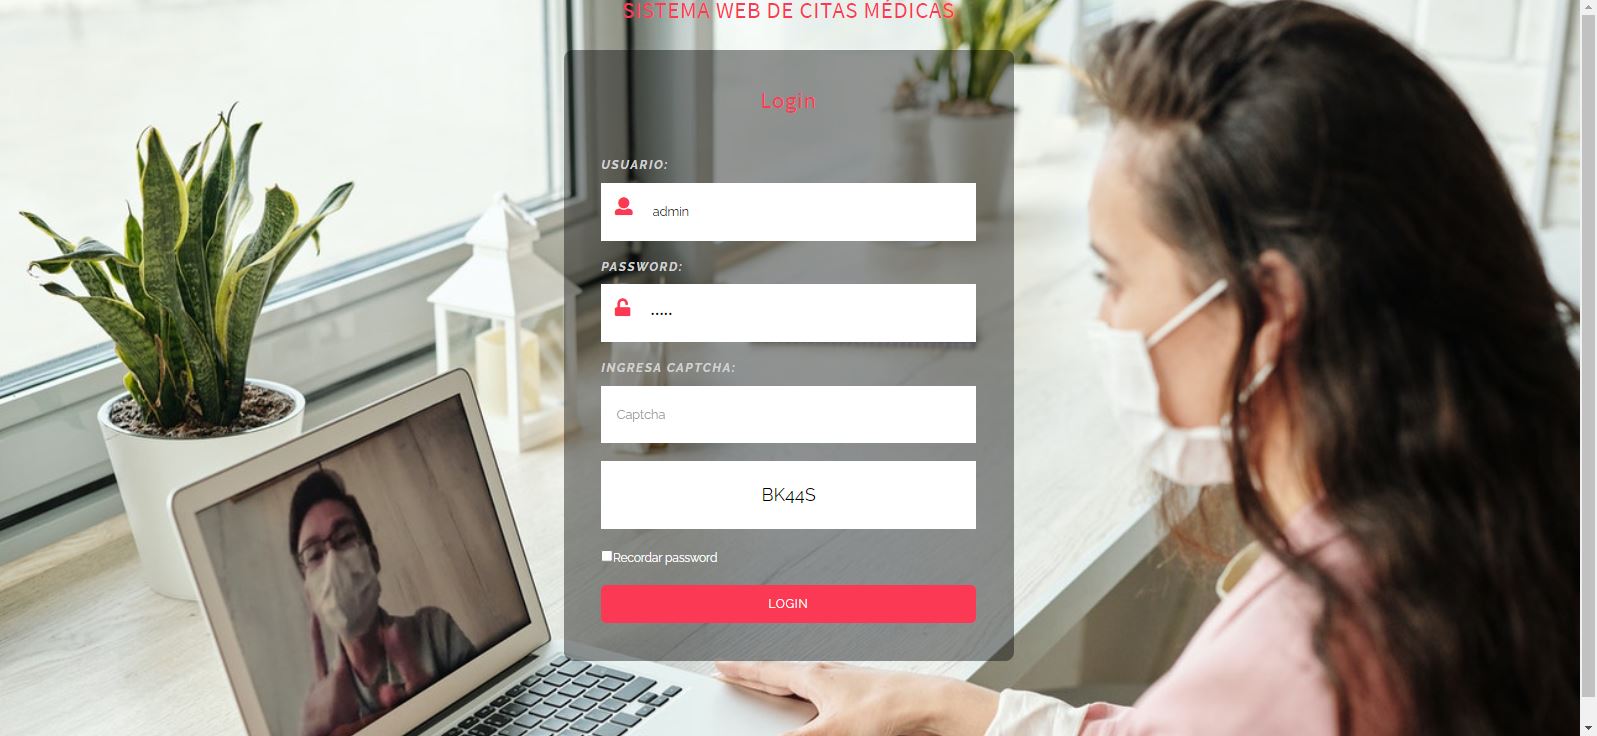 SISTEMA WEB DE CITAS MÉDICAS
Login
USUARIO:
admin
PASSWORD:
•••••
INGRESA CAPTCHA:
Captcha
BK44S
Recordar password
LOGIN